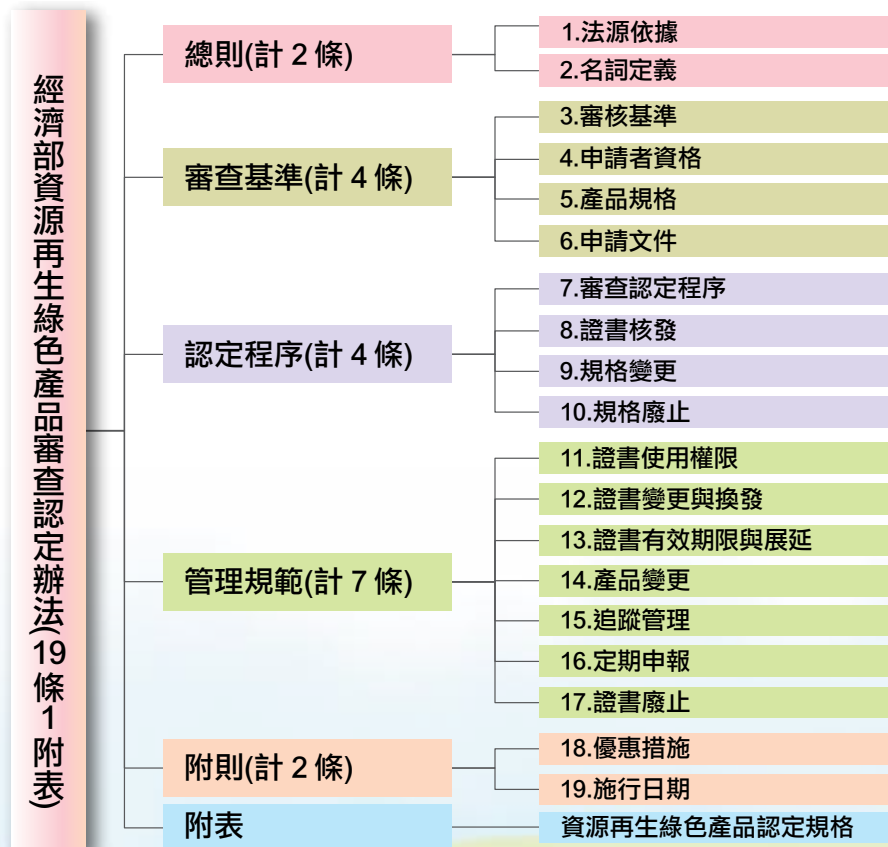 經濟部資源再生綠色產品審查認定辦法(19條1附表)
總則(計 2 條)
1.法源依據
2.名詞定義
審查基準(計 4 條)
3.審核基準
4.申請者資格
5.產品規格
6.申請文件
認定程序(計 4 條)
7.審查認定程序
8.證書核發
9.規格變更
10.規格廢止
管理規範(計 7 條)
11.證書使用權限
12.證書變更與換發
13.證書有效期限與展延
14.產品變更
15.追蹤管理
16.定期申報
17.證書廢止
附則(計 2 條)
18.優惠措施
19.施行日期
附表
資源再生綠色產品認定規格